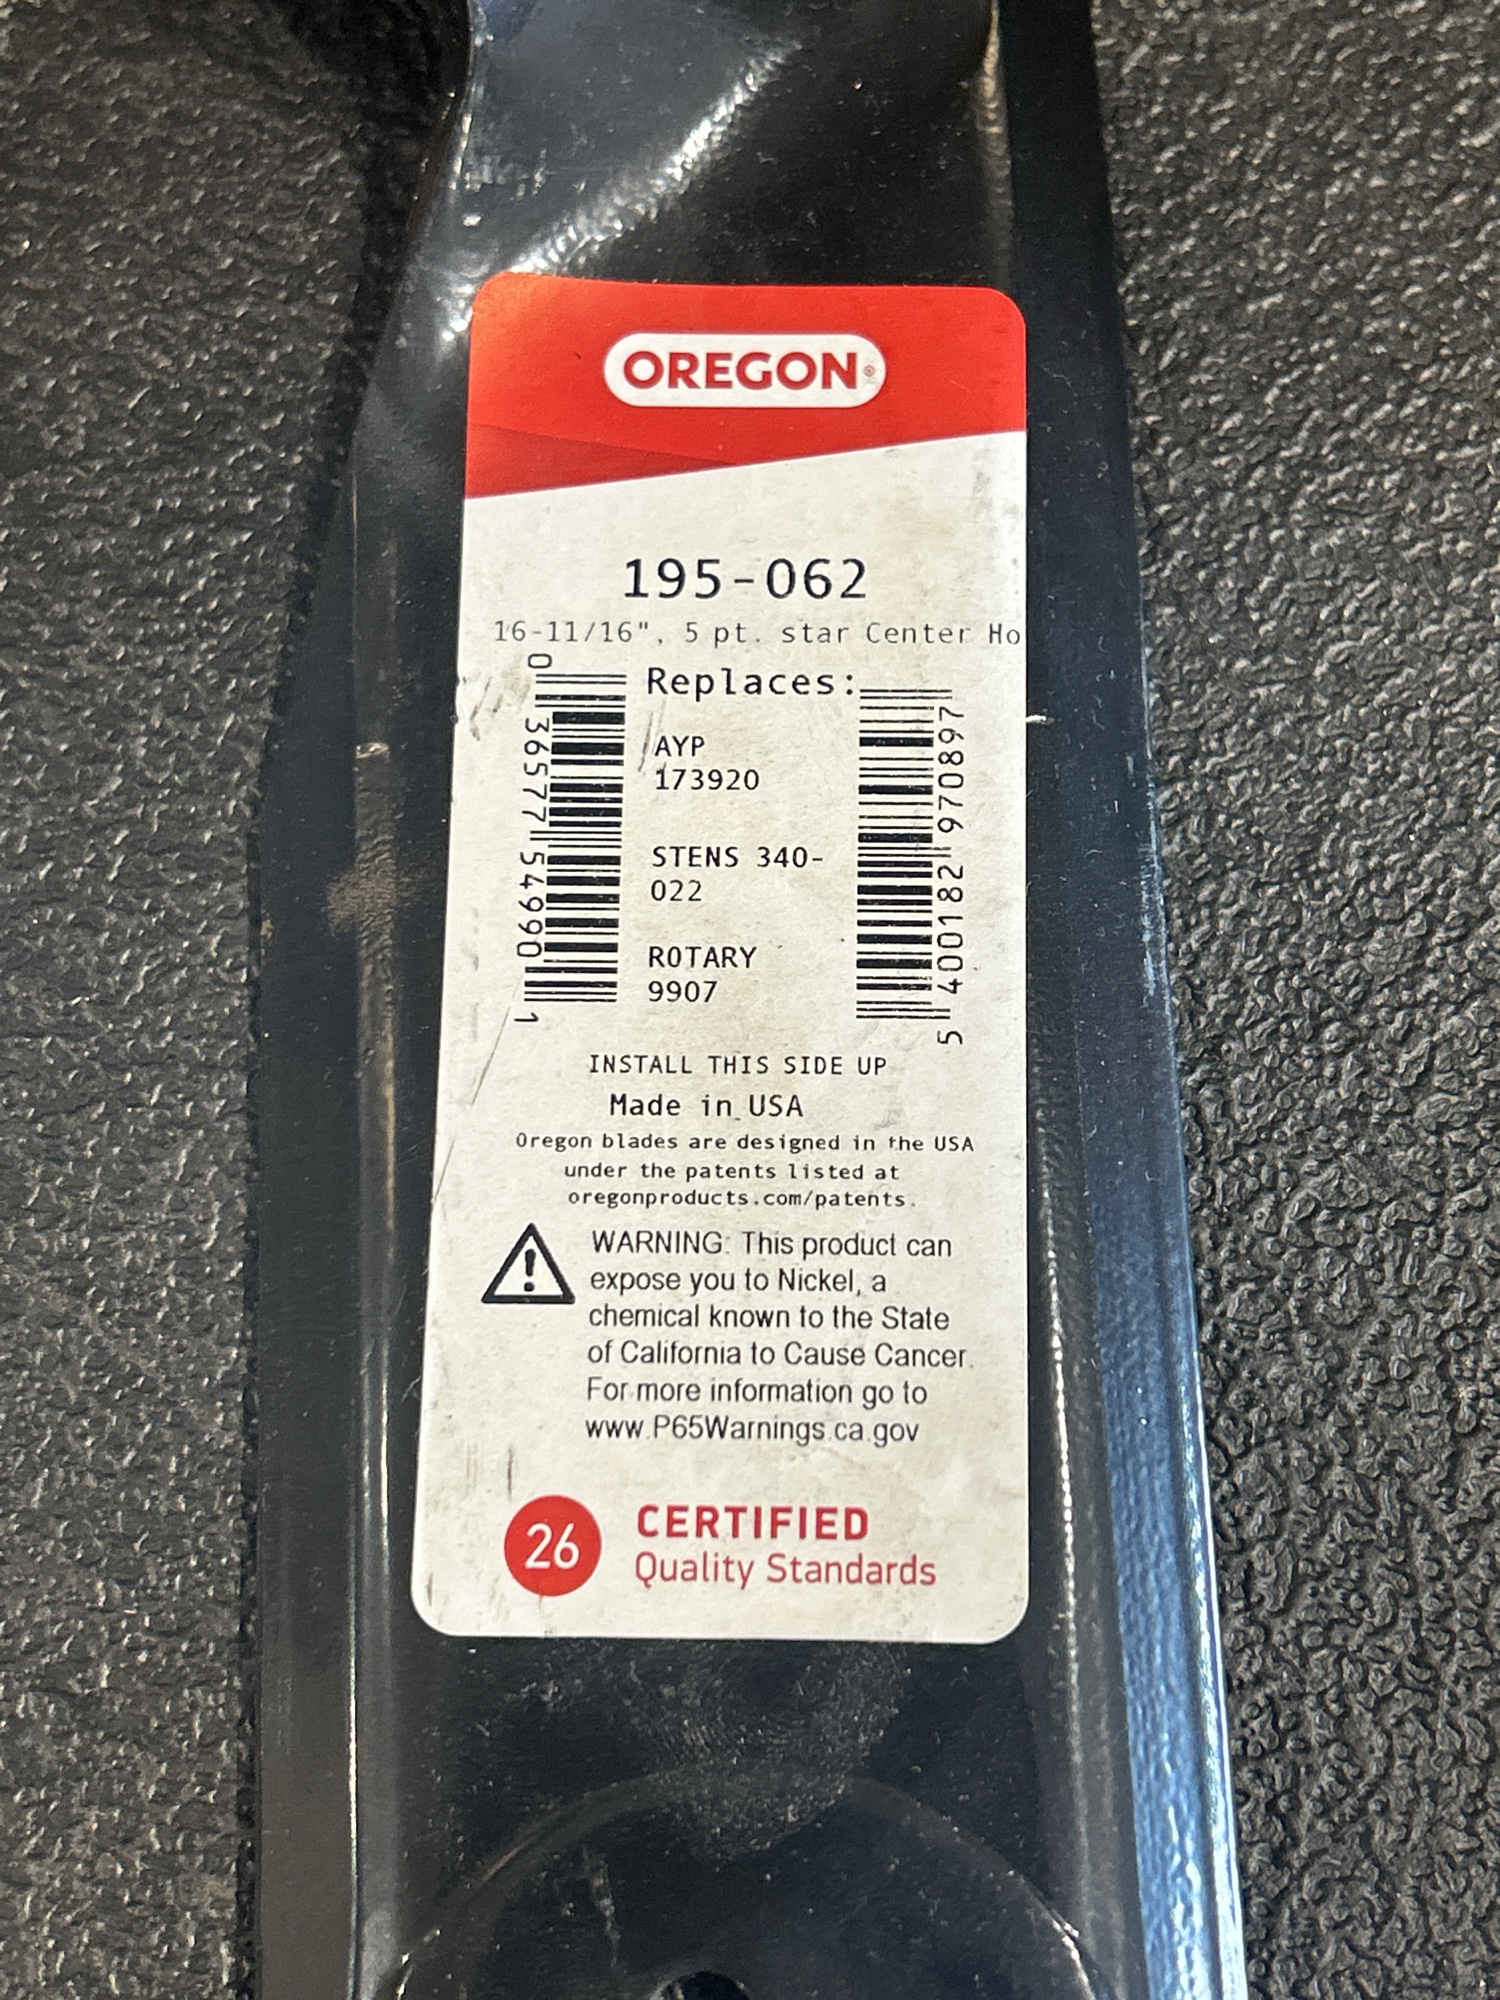 OREGON®
195-062
16-11/16", 5 pt. star Center Ho
Replaces:
0 36577 54990 1
AYP
173920
STENS 340-
022
ROTARY
9907
5 400182 970897
INSTALL THIS SIDE UP
Made in USA
Oregon blades are designed in the USA
under the patents listed at
oregonproducts.com/patents.
WARNING: This product can
expose you to Nickel, a
chemical known to the State
of California to Cause Cancer.
For more information go to
www.P65Warnings.ca.gov
26
CERTIFIED
Quality Standards